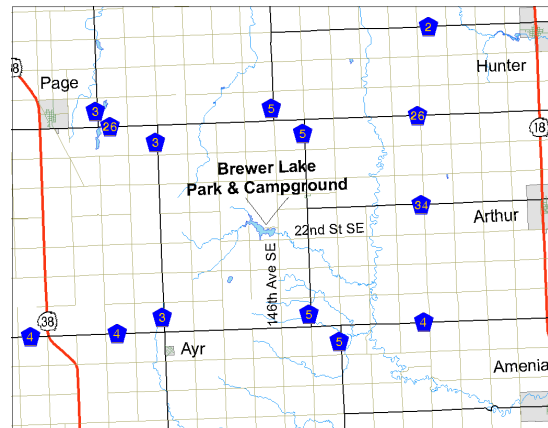 2
Hunter
8
Page
3
5
26
26
18
3
5
Brewer Lake
Park & Campground
34
Arthur
22nd St SE
146th Ave SE
38
3
5
4
4
4
5
Ayr
Amenia